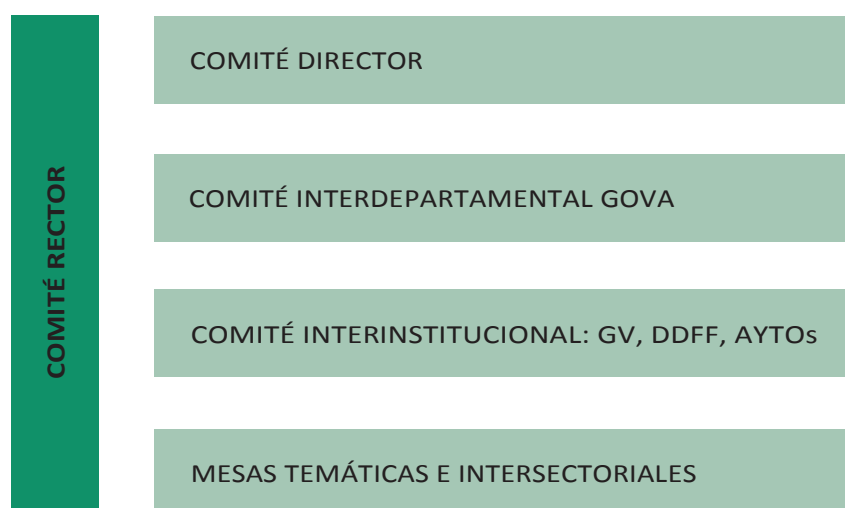 COMITÉ RECTOR
COMITÉ DIRECTOR
COMITÉ INTERDEPARTAMENTAL GOVA
COMITÉ INTERINSTITUCIONAL: GV, DDFF, AYTOs
MESAS TEMÁTICAS E INTERSECTORIALES